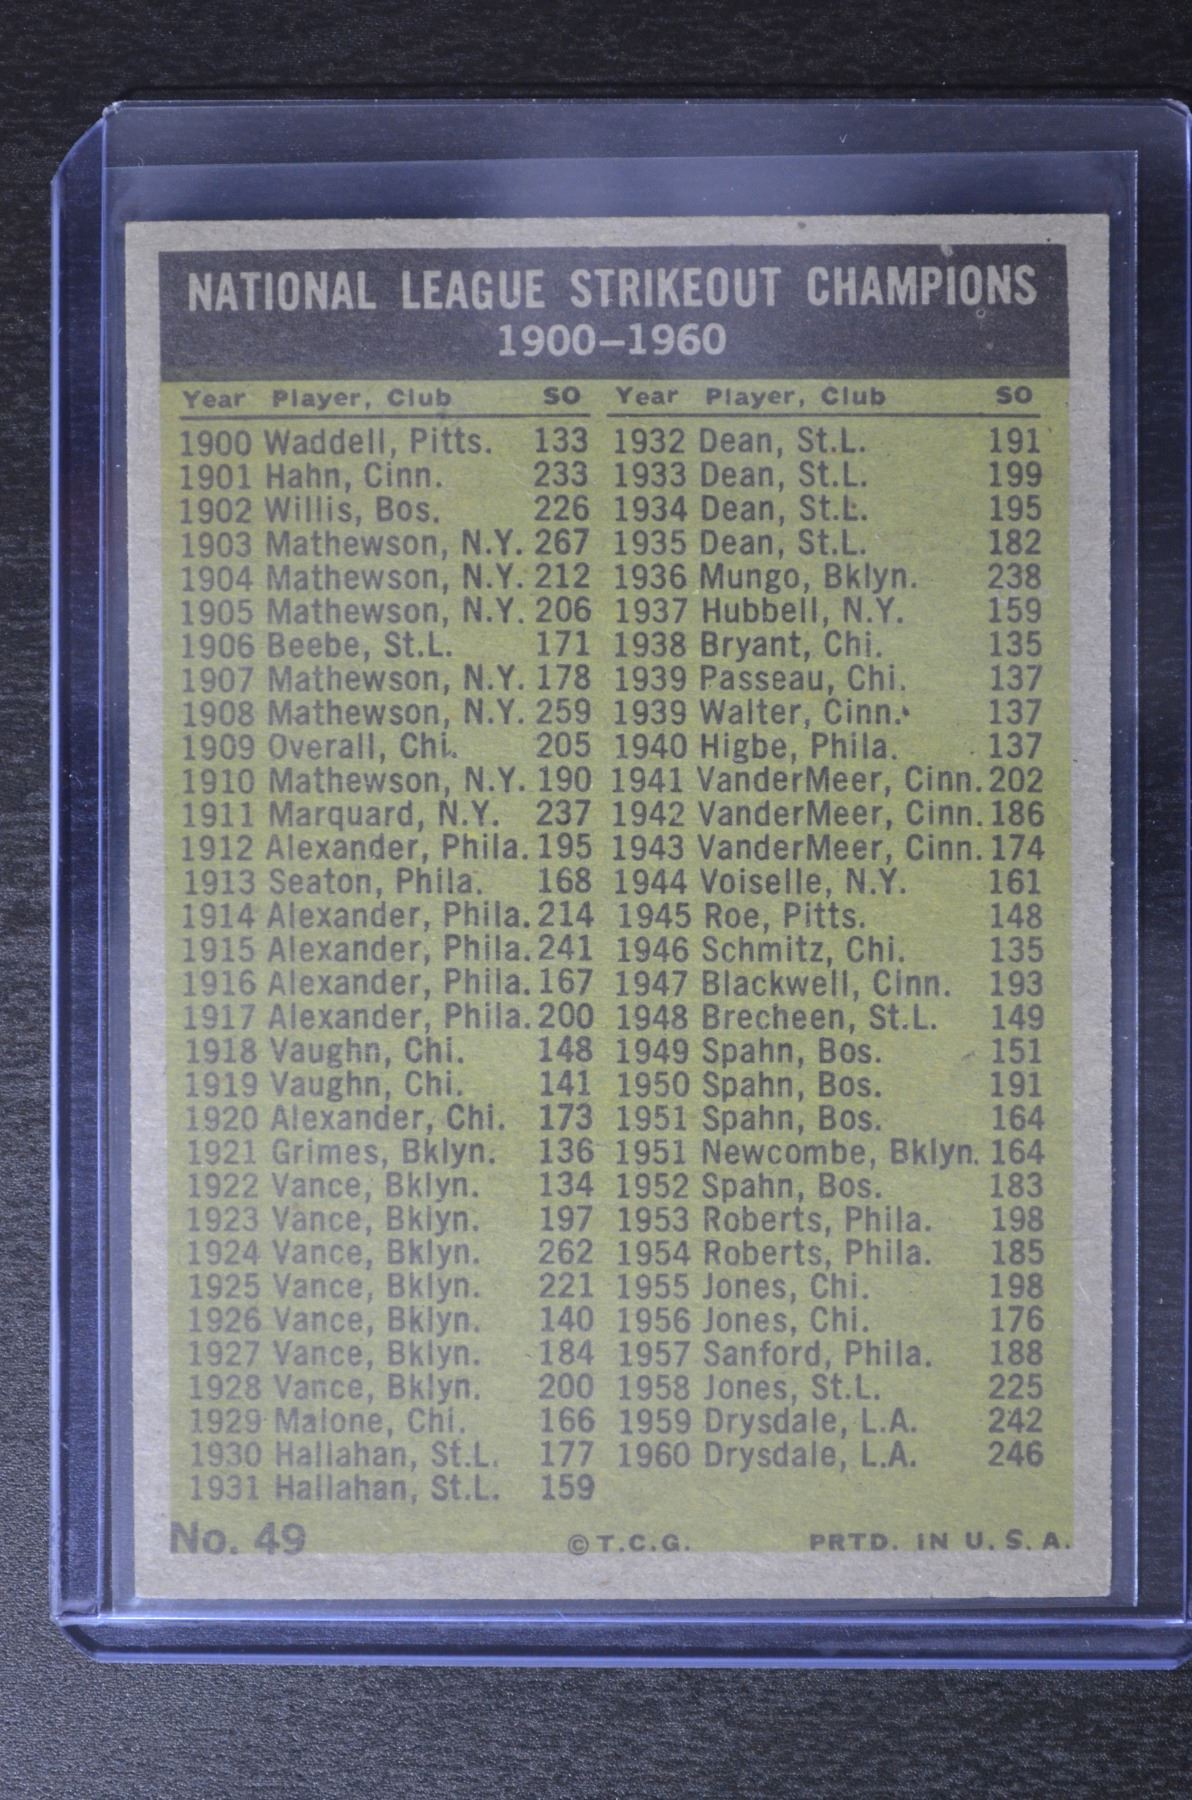 NATIONAL LEAGUE STRIKEOUT CHAMPIONS
1900–1960
Year Player, Club SO
1900 Waddell, Pitts. 133
1901 Hahn, Cinn. 233
1902 Willis, Bos. 226
1903 Mathewson, N.Y. 267
1904 Mathewson, N.Y. 212
1905 Mathewson, N.Y. 206
1906 Beebe, St.L. 171
1907 Mathewson, N.Y. 178
1908 Mathewson, N.Y. 259
1909 Overall, Chi. 205
1910 Mathewson, N.Y. 190
1911 Marquard, N.Y. 237
1912 Alexander, Phila. 195
1913 Seaton, Phila. 168
1914 Alexander, Phila. 214
1915 Alexander, Phila. 241
1916 Alexander, Phila. 167
1917 Alexander, Phila. 200
1918 Vaughn, Chi. 148
1919 Vaughn, Chi. 141
1920 Alexander, Chi. 173
1921 Grimes, Bklyn. 136
1922 Vance, Bklyn. 134
1923 Vance, Bklyn. 197
1924 Vance, Bklyn. 262
1925 Vance, Bklyn. 221
1926 Vance, Bklyn. 140
1927 Vance, Bklyn. 184
1928 Vance, Bklyn. 200
1929 Malone, Chi. 166
1930 Hallahan, St.L. 177
1931 Hallahan, St.L. 159
Year Player, Club SO
1932 Dean, St.L. 191
1933 Dean, St.L. 199
1934 Dean, St.L. 195
1935 Dean, St.L. 182
1936 Mungo, Bklyn. 238
1937 Hubbell, N.Y. 159
1938 Bryant, Chi. 135
1939 Passeau, Chi. 137
1939 Walter, Cinn. 137
1940 Higbe, Phila. 137
1941 VanderMeer, Cinn. 202
1942 VanderMeer, Cinn. 186
1943 VanderMeer, Cinn. 174
1944 Voiselle, N.Y. 161
1945 Roe, Pitts. 148
1946 Schmitz, Chi. 135
1947 Blackwell, Cinn. 193
1948 Brecheen, St.L. 149
1949 Spahn, Bos. 151
1950 Spahn, Bos. 191
1951 Spahn, Bos. 164
1951 Newcombe, Bklyn. 164
1952 Spahn, Bos. 183
1953 Roberts, Phila. 198
1954 Roberts, Phila. 185
1955 Jones, Chi. 198
1956 Jones, Chi. 176
1957 Sanford, Phila. 188
1958 Jones, St.L. 225
1959 Drysdale, L.A. 242
1960 Drysdale, L.A. 246
No. 49 © T.C.G. PRTD. IN U. S. A.